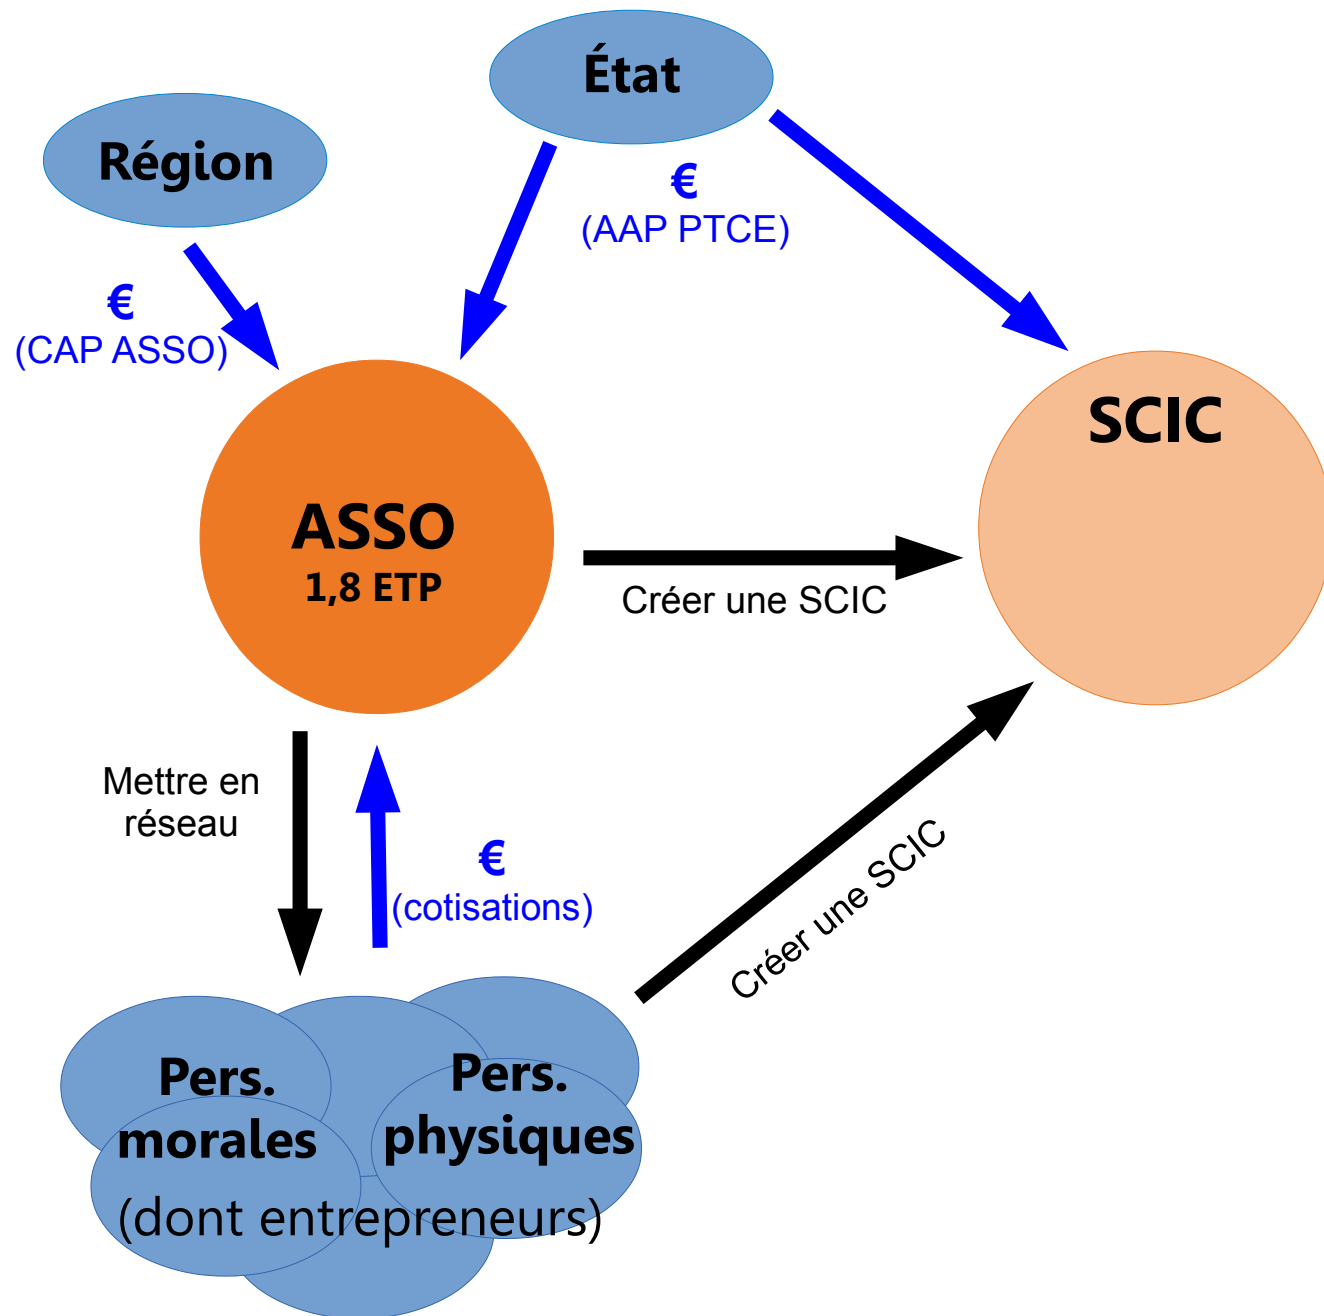 État
Région
€
(AAP PTCE)
€
(CAP ASSO)
SCIC
ASSO
1,8 ETP
Créer une SCIC
Mettre en
réseau
€
(cotisations)
Créer une SCIC
Pers.
morales
Pers.
physiques
(dont entrepreneurs)